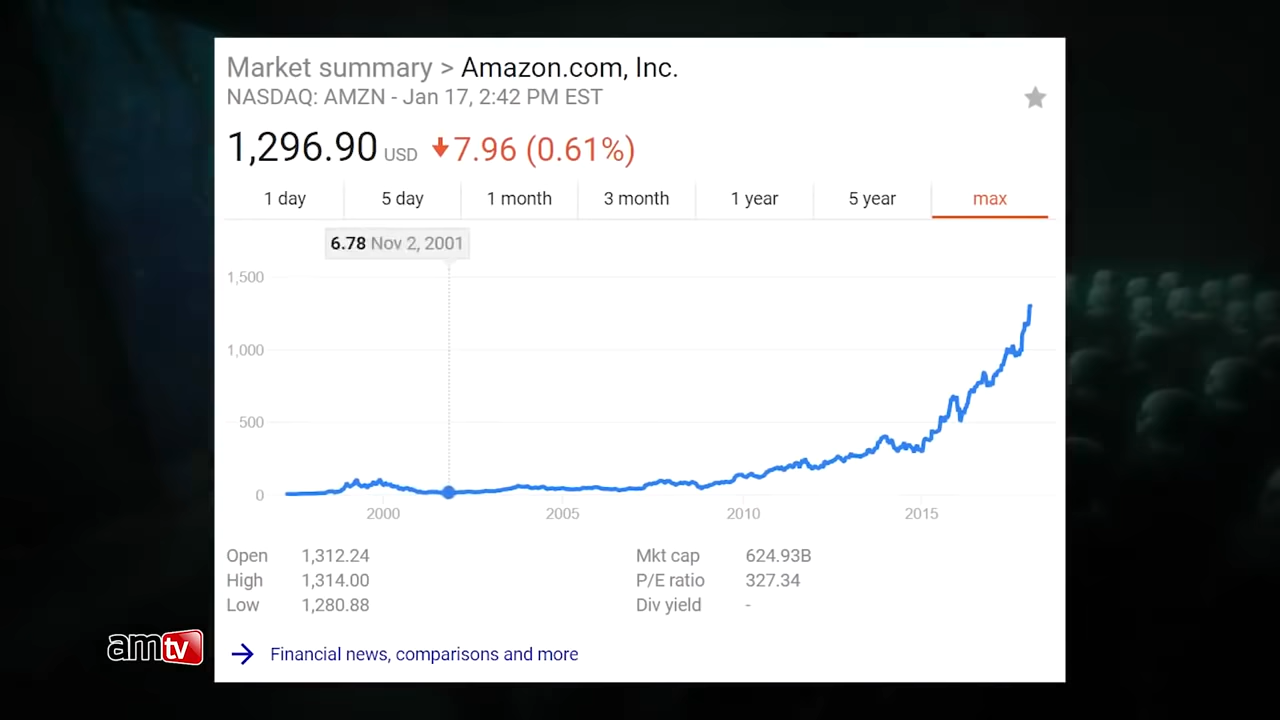 Market summary > Amazon.com, Inc.
NASDAQ: AMZN - Jan 17, 2:42 PM EST
1,296.90 USD 7.96 (0.61%)
1 day 5 day 1 month 3 month 1 year 5 year max
6.78 Nov 2, 2001
1,500
1,000
500
0
2000 2005 2010 2015
Open 1,312.24 Mkt cap 624.93B
High 1,314.00 P/E ratio 327.34
Low 1,280.88 Div yield -
amtv
Financial news, comparisons and more